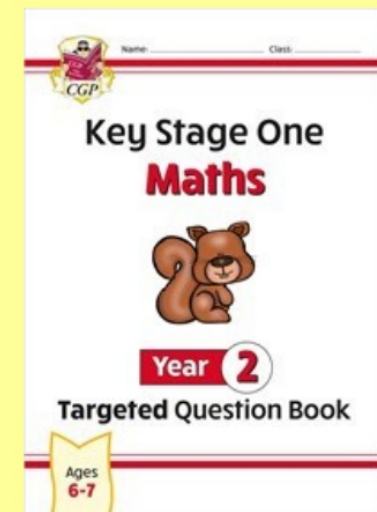 Name: Class:
CGP
Key Stage One
Maths
Year 2
Targeted Question Book
Ages
6-7